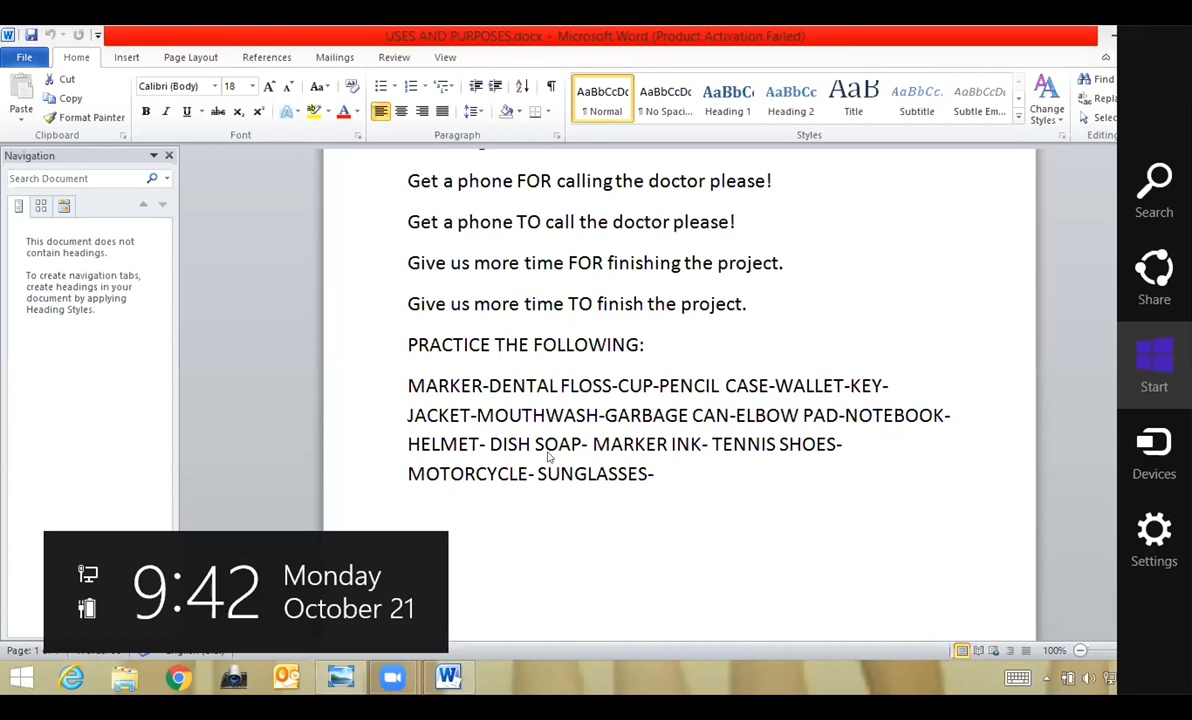 USES AND PURPOSES.docx - Microsoft Word (Product Activation Failed)
File Home Insert Page Layout References Mailings Review View
Paste
Cut
Copy
Format Painter
Clipboard
Calibri (Body) 18
Font
Paragraph
AaBbCcDc AaBbCcDc AaBbCc AaBbCc AaB AaBbCc. AaBbCcDc
¶ Normal ¶ No Spaci... Heading 1 Heading 2 Title Subtitle Subtle Em...
Change Styles
Styles
Find
Repla
Selec
Editing
Navigation
Search Document
This document does not
contain headings.
To create navigation tabs,
create headings in your
document by applying
Heading Styles.
Get a phone FOR calling the doctor please!
Get a phone TO call the doctor please!
Give us more time FOR finishing the project.
Give us more time TO finish the project.
PRACTICE THE FOLLOWING:
MARKER-DENTAL FLOSS-CUP-PENCIL CASE-WALLET-KEY-
JACKET-MOUTHWASH-GARBAGE CAN-ELBOW PAD-NOTEBOOK-
HELMET- DISH SOAP- MARKER INK- TENNIS SHOES-
MOTORCYCLE- SUNGLASSES-
Search
Share
Start
Devices
Settings
9:42
Monday
October 21
Page: 1
100%